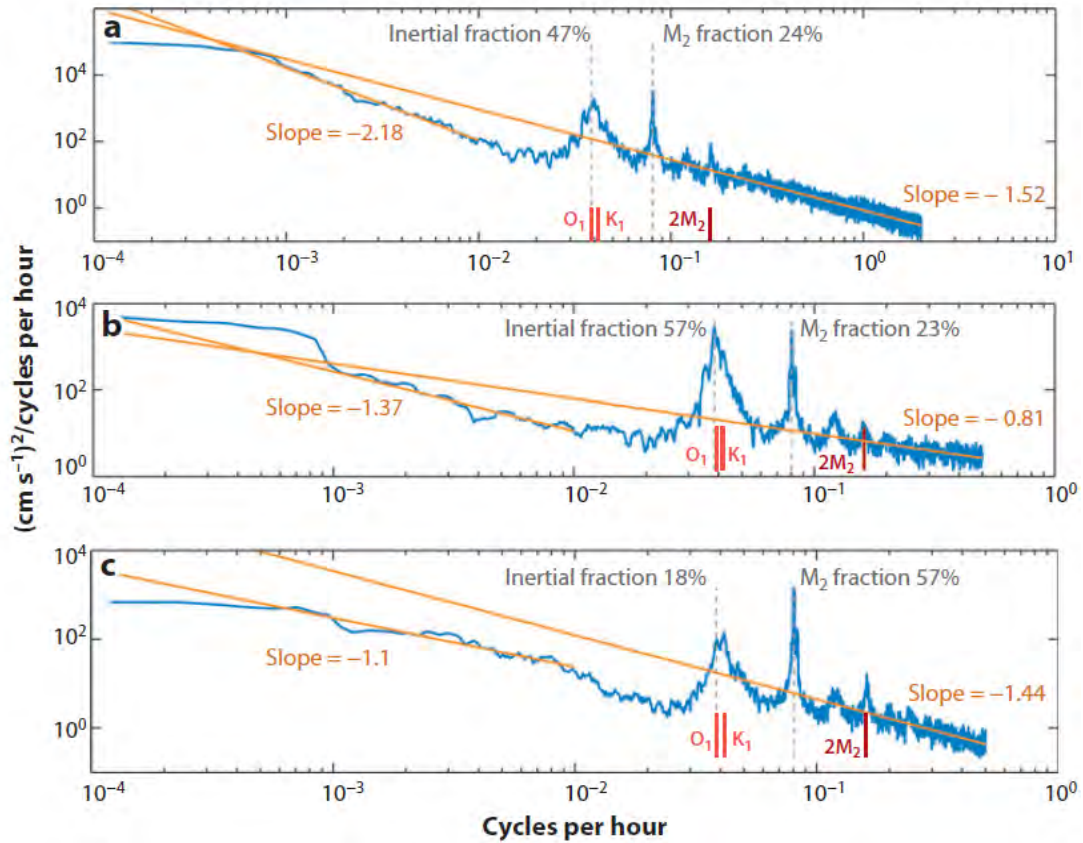 (cm s⁻¹)²/cycles per hour
a
Inertial fraction 47%
M₂ fraction 24%
10⁴
10²
10⁰
Slope = −2.18
Slope = − 1.52
O₁
K₁
2M₂
10⁻⁴
10⁻³
10⁻²
10⁻¹
10⁰
10¹
b
Inertial fraction 57%
M₂ fraction 23%
10⁴
10²
10⁰
Slope = −1.37
Slope = − 0.81
O₁
K₁
2M₂
10⁻⁴
10⁻³
10⁻²
10⁻¹
10⁰
c
Inertial fraction 18%
M₂ fraction 57%
10⁴
10²
10⁰
Slope = −1.1
Slope = −1.44
O₁
K₁
2M₂
10⁻⁴
10⁻³
10⁻²
10⁻¹
10⁰
Cycles per hour